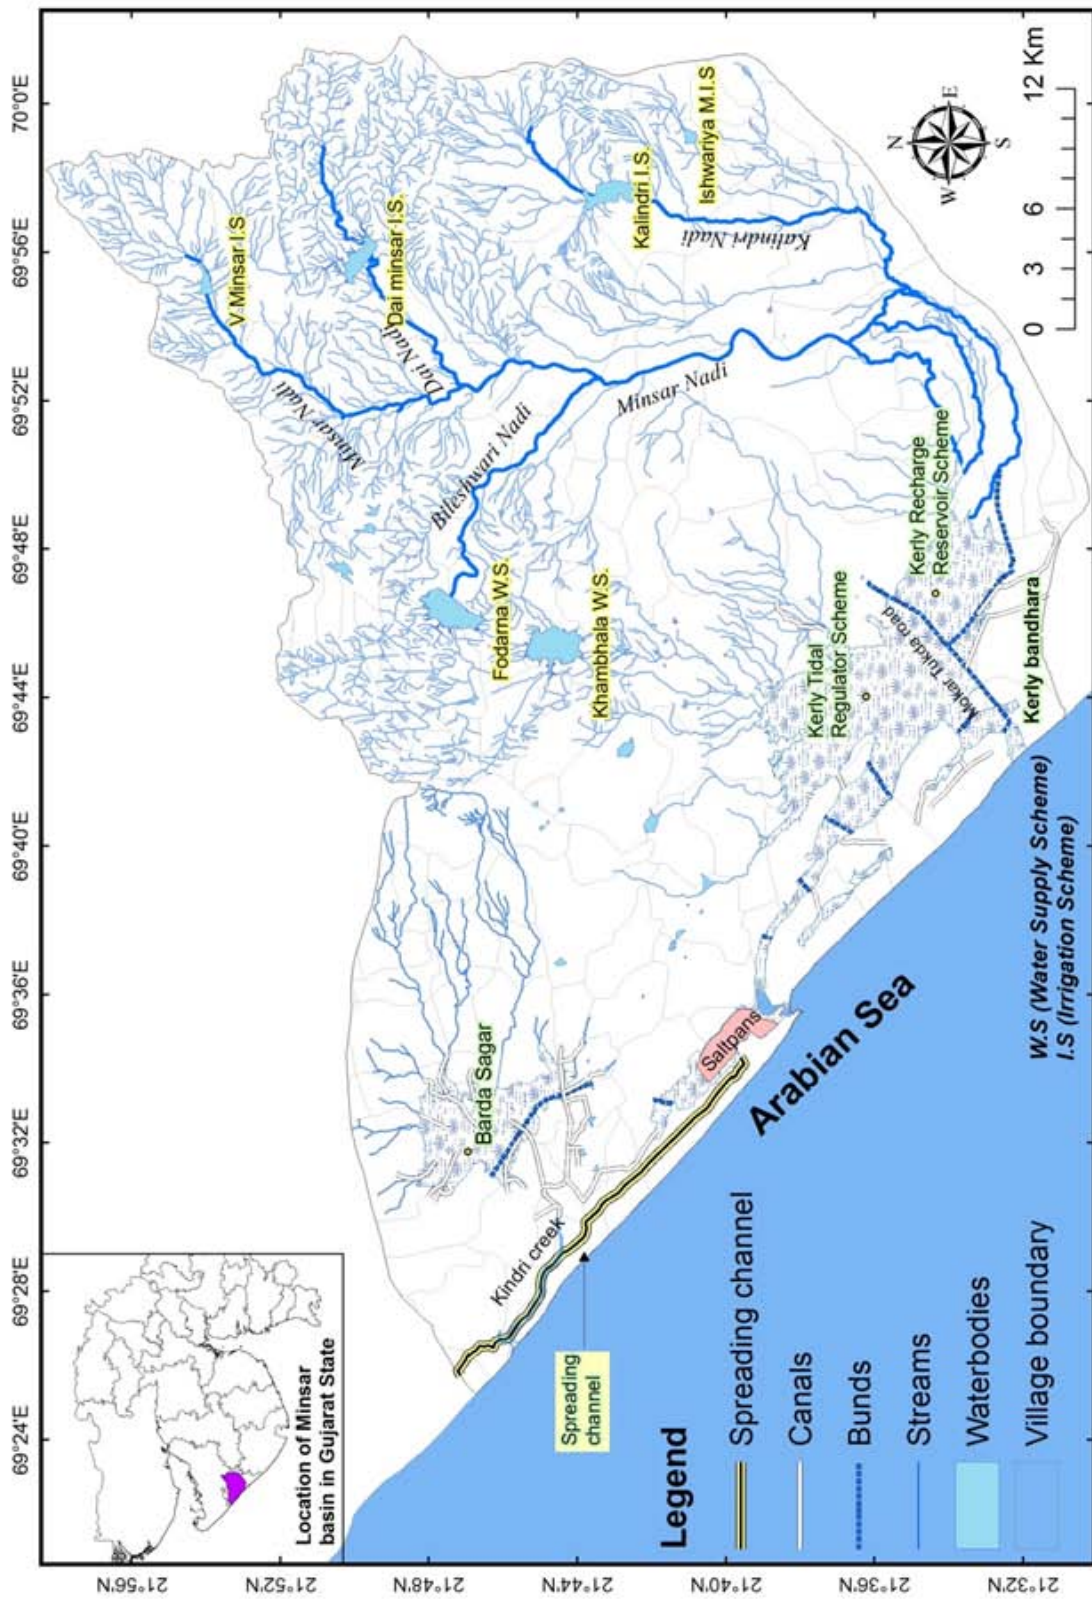 69°24'E
69°28'E
69°32'E
69°36'E
69°40'E
69°44'E
69°48'E
69°52'E
69°56'E
70°0'E
21°56'N
21°52'N
21°48'N
21°44'N
21°40'N
21°36'N
21°32'N
Location of Minsar
basin in Gujarat State
V Minsar I.S
Minsar Nadi
Dai minsar I.S.
Dai Nadi
Bileshwari Nadi
Fodarna W.S.
Khambhala W.S.
Minsar Nadi
Kalindri I.S.
Kalindri Nadi
Ishwariya M.I.S
Barda Sagar
Kindri creek
Spreading
channel
Saltpans
Arabian Sea
Kerly Tidal
Regulator Scheme
Kerly Recharge
Reservoir Scheme
Mokar Tukda road
Kerly bandhara
W.S (Water Supply Scheme)
I.S (Irrigation Scheme)
N
E
S
W
0 3 6 12 Km
Legend
Spreading channel
Canals
Bunds
Streams
Waterbodies
Village boundary